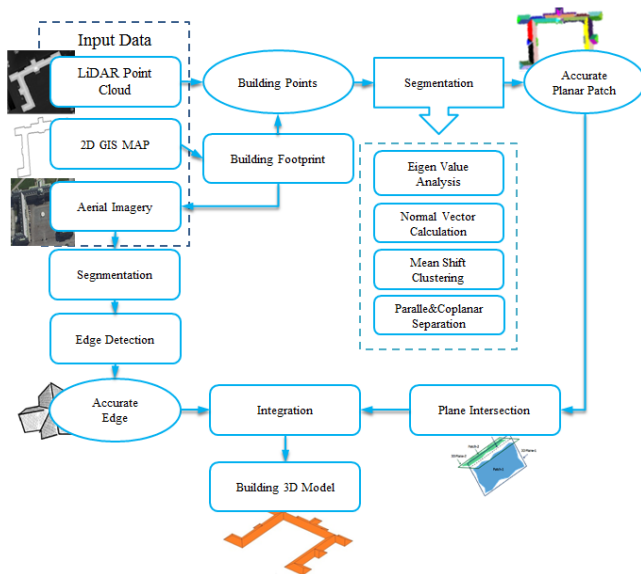 Input Data
LiDAR Point
Cloud
2D GIS MAP
Aerial Imagery
Building Points
Building Footprint
Segmentation
Accurate
Planar Patch
Eigen Value
Analysis
Normal Vector
Calculation
Mean Shift
Clustering
Paralle&Coplanar
Separation
Segnmentation
Edge Detection
Accurate
Edge
Integration
Plane Intersection
Building 3D Model